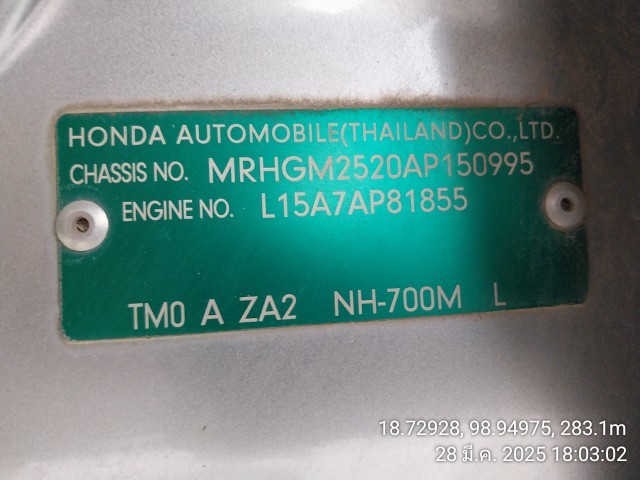 HONDA AUTOMOBILE(THAILAND)CO.,LTD.
CHASSIS NO. MRHGM2520AP150995
ENGINE NO. L15A7AP81855
TM0 A ZA2 NH-700M L
18.72928, 98.94975, 283.1m
28 มี.ค. 2025 18:03:02